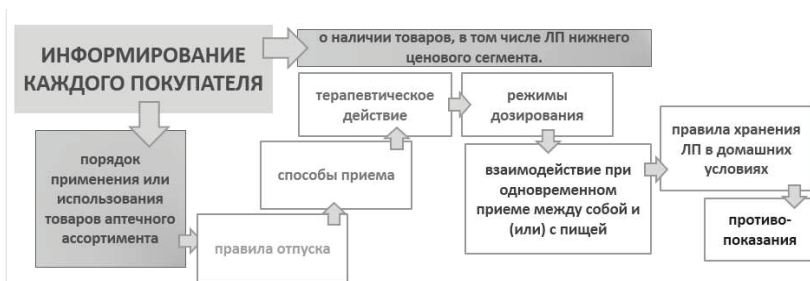 ИНФОРМИРОВАНИЕ
КАЖДОГО ПОКУПАТЕЛЯ
о наличии товаров, в том числе ЛП нижнего
ценового сегмента.
порядок
применения или
использования
товаров аптечного
ассортимента
правила отпуска
способы приема
терапевтическое
действие
режимы
дозирования
взаимодействие при
одновременном
приеме между собой и
(или) с пищей
правила хранения
ЛП в домашних
условиях
противо-
показания